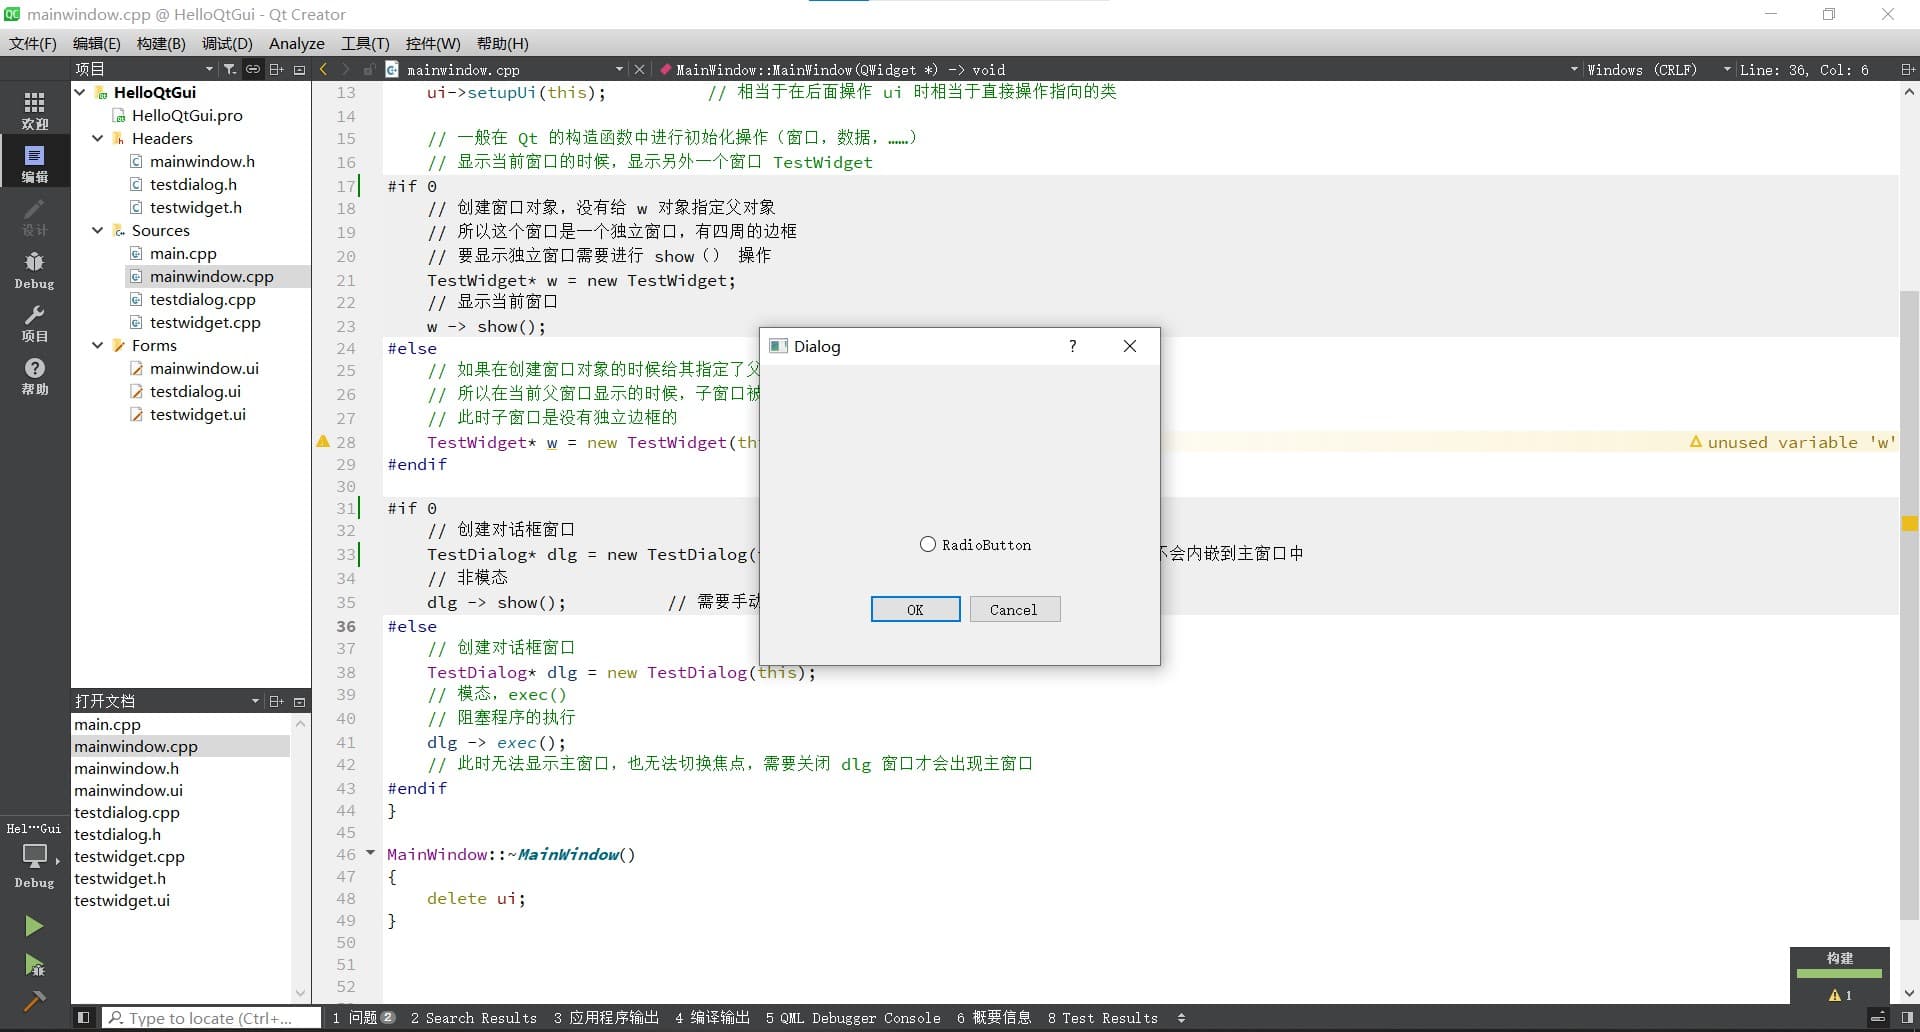 mainwindow.cpp @ HelloQtGui - Qt Creator
文件(F) 编辑(E) 构建(B) 调试(D) Analyze 工具(T) 控件(W) 帮助(H)
项目
mainwindow.cpp
MainWindow::MainWindow(QWidget *) -> void
Windows (CRLF)
Line: 36, Col: 6
欢迎
编辑
设计
Debug
项目
帮助
Hel···Gui
Debug
HelloQtGui
HelloQtGui.pro
Headers
mainwindow.h
testdialog.h
testwidget.h
Sources
main.cpp
mainwindow.cpp
testdialog.cpp
testwidget.cpp
Forms
mainwindow.ui
testdialog.ui
testwidget.ui
打开文档
main.cpp
mainwindow.cpp
mainwindow.h
mainwindow.ui
testdialog.cpp
testdialog.h
testwidget.cpp
testwidget.h
testwidget.ui
13 ui->setupUi(this); // 相当于在后面操作 ui 时相当于直接操作指向的类
14
15 // 一般在 Qt 的构造函数中进行初始化操作（窗口，数据，……）
16 // 显示当前窗口的时候，显示另外一个窗口 TestWidget
17 #if 0
18 // 创建窗口对象，没有给 w 对象指定父对象
19 // 所以这个窗口是一个独立窗口，有四周的边框
20 // 要显示独立窗口需要进行 show（） 操作
21 TestWidget* w = new TestWidget;
22 // 显示当前窗口
23 w -> show();
24 #else
25 // 如果在创建窗口对象的时候给其指定了父
26 // 所以在当前父窗口显示的时候，子窗口被
27 // 此时子窗口是没有独立边框的
28 TestWidget* w = new TestWidget(th unused variable 'w'
29 #endif
30
31 #if 0
32 // 创建对话框窗口
33 TestDialog* dlg = new TestDialog( 不会内嵌到主窗口中
34 // 非模态
35 dlg -> show(); // 需要手动
36 #else
37 // 创建对话框窗口
38 TestDialog* dlg = new TestDialog(this);
39 // 模态，exec()
40 // 阻塞程序的执行
41 dlg -> exec();
42 // 此时无法显示主窗口，也无法切换焦点，需要关闭 dlg 窗口才会出现主窗口
43 #endif
44 }
45
46 MainWindow::~MainWindow()
47 {
48 delete ui;
49 }
50
51
52
Dialog ?
RadioButton
OK Cancel
构建
1
Type to locate (Ctrl+... 1 问题 2 2 Search Results 3 应用程序输出 4 编译输出 5 QML Debugger Console 6 概要信息 8 Test Results